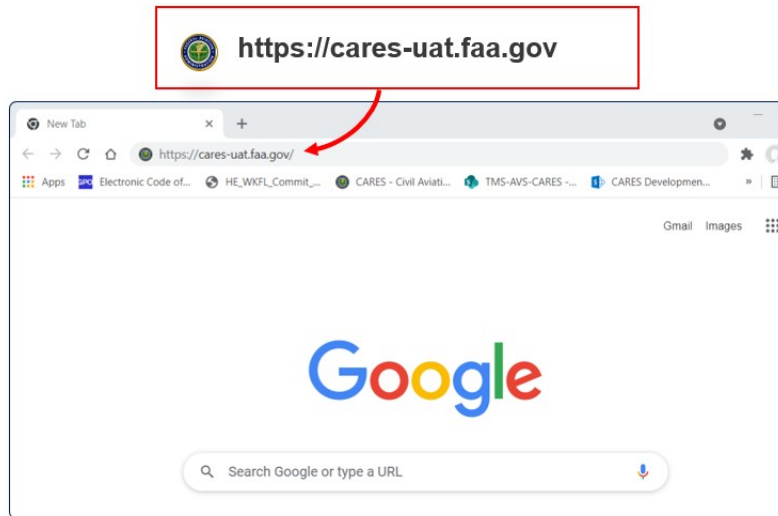 https://cares-uat.faa.gov
New Tab
https://cares-uat.faa.gov/
Apps GPO Electronic Code of... HE_WKFL_Commit_... CARES - Civil Aviati... TMS-AVS-CARES -... CARES Developmen... »
Gmail Images
Google
Search Google or type a URL